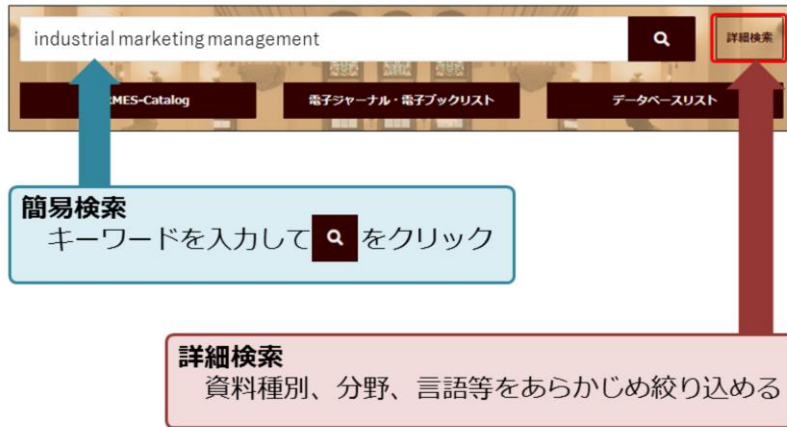 industrial marketing management
詳細検索
MES-Catalog
電子ジャーナル・電子ブックリスト
データベースリスト
簡易検索
キーワードを入力して をクリック
詳細検索
資料種別、分野、言語等をあらかじめ絞り込める